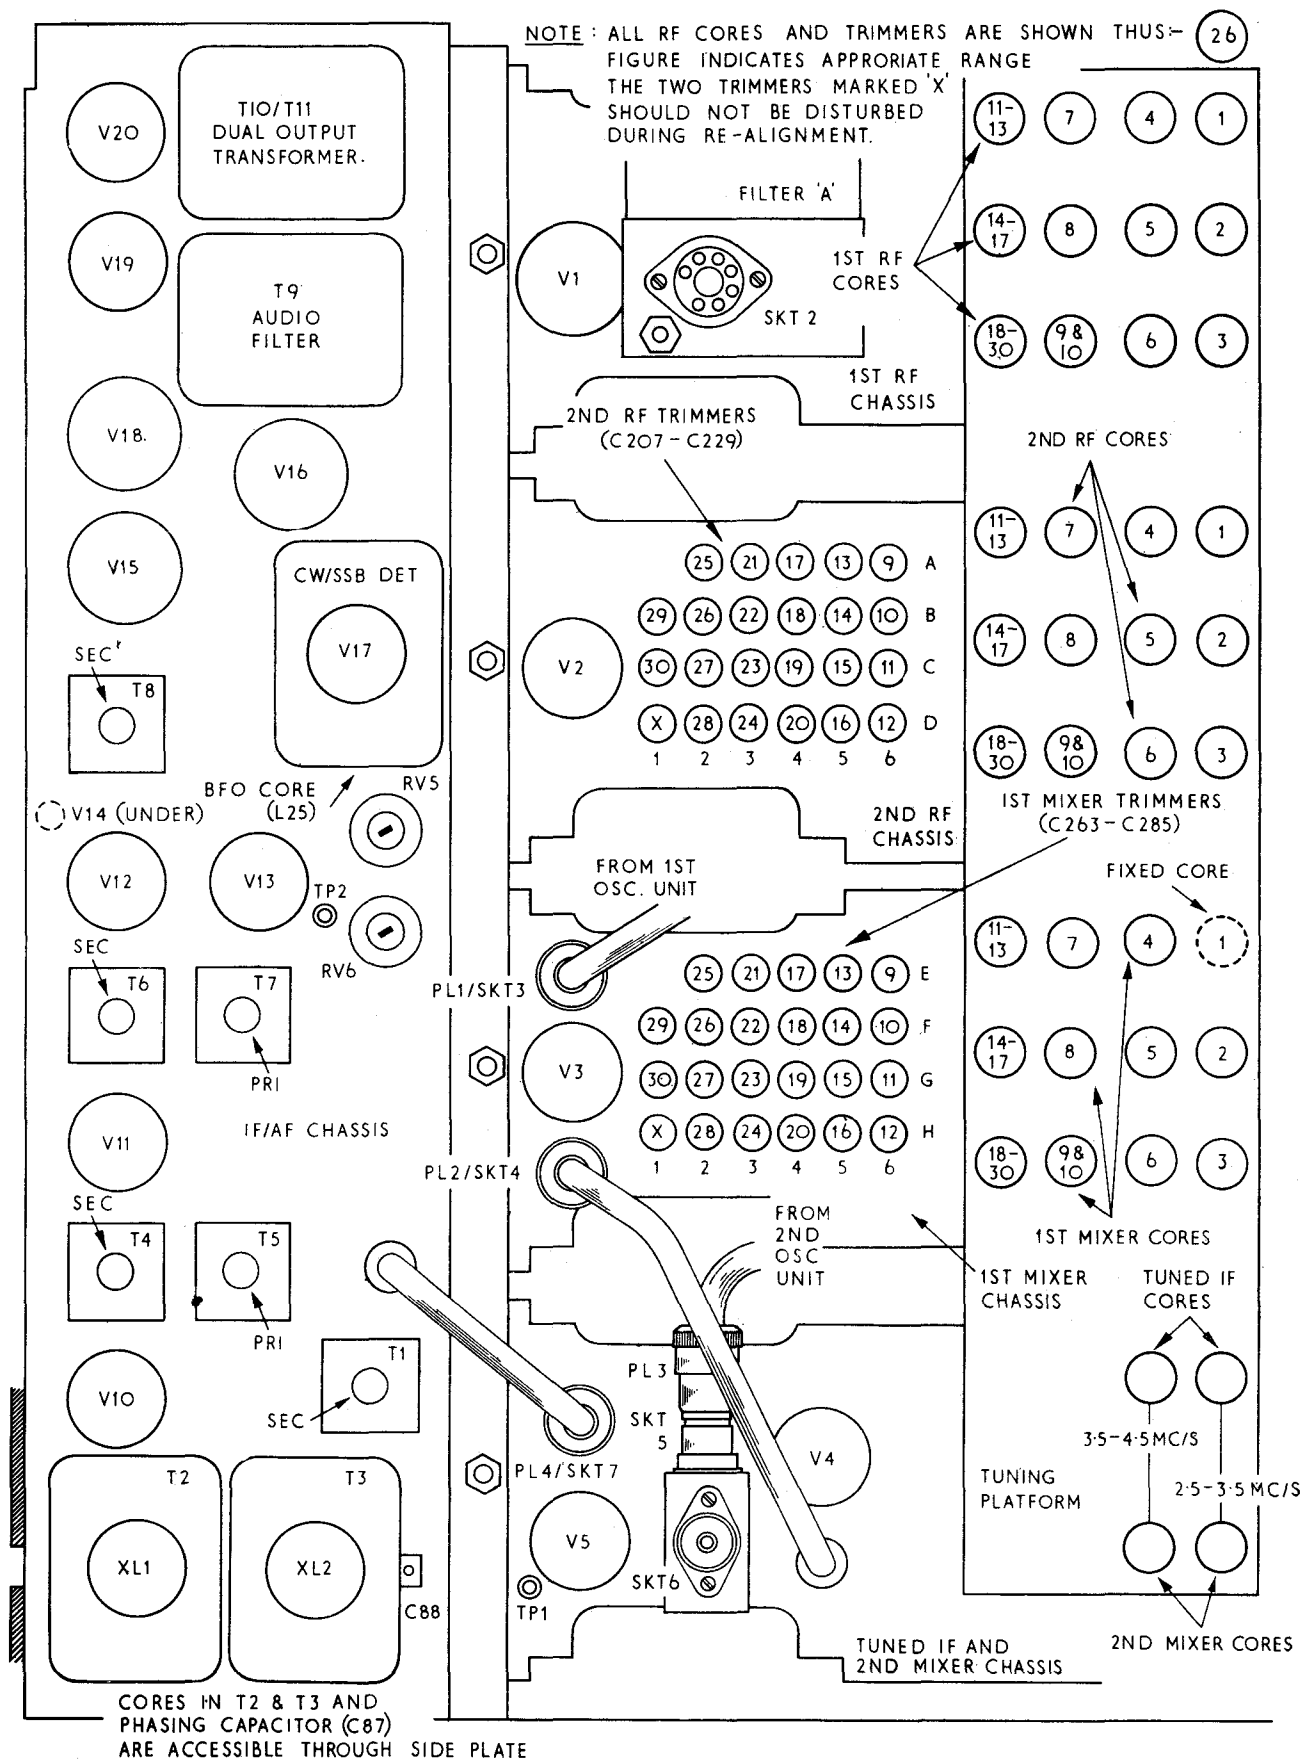 NOTE : ALL RF CORES AND TRIMMERS ARE SHOWN THUS:- 26
FIGURE INDICATES APPRORIATE RANGE
THE TWO TRIMMERS MARKED 'X'
SHOULD NOT BE DISTURBED
DURING RE-ALIGNMENT.
V20
T10/T11
DUAL OUTPUT
TRANSFORMER.
V19
T9
AUDIO
FILTER
V18.
V16
V15
CW/SSB DET
V17
SEC
T8
BFO CORE
(L25)
RV5
V14 (UNDER)
V12
V13
TP2
RV6
SEC
T6
T7
PRI
V11
IF/AF CHASSIS
SEC
T4
T5
PRI
T1
SEC
V10
T2
T3
XL1
XL2
C88
CORES IN T2 & T3 AND
PHASING CAPACITOR (C87)
ARE ACCESSIBLE THROUGH SIDE PLATE
FILTER 'A'
V1
SKT 2
1ST RF
CORES
1ST RF
CHASSIS
2ND RF TRIMMERS
(C207-C229)
25 21 17 13 9 A
29 26 22 18 14 10 B
V2
30 27 23 19 15 11 C
X 28 24 20 16 12 D
1 2 3 4 5 6
2ND RF
CHASSIS
FROM 1ST
OSC. UNIT
PL1/SKT3
25 21 17 13 9 E
29 26 22 18 14 10 F
V3
30 27 23 19 15 11 G
X 28 24 20 16 12 H
1 2 3 4 5 6
PL2/SKT4
FROM
2ND
OSC
UNIT
1ST MIXER
CHASSIS
PL3
SKT
5
V4
PL4/SKT7
V5
SKT6
TP1
TUNED IF AND
2ND MIXER CHASSIS
11-
13
7 4 1
14-
17
8 5 2
18-
30
9 &
10
6 3
2ND RF CORES
11-
13
7 4 1
14-
17
8 5 2
18-
30
9 &
10
6 3
1ST MIXER TRIMMERS
(C263-C285)
FIXED CORE
11-
13
7 4 1
14-
17
8 5 2
18-
30
9 &
10
6 3
1ST MIXER CORES
TUNED IF
CORES
3·5-4·5MC/S
2·5-3·5MC/S
TUNING
PLATFORM
2ND MIXER CORES